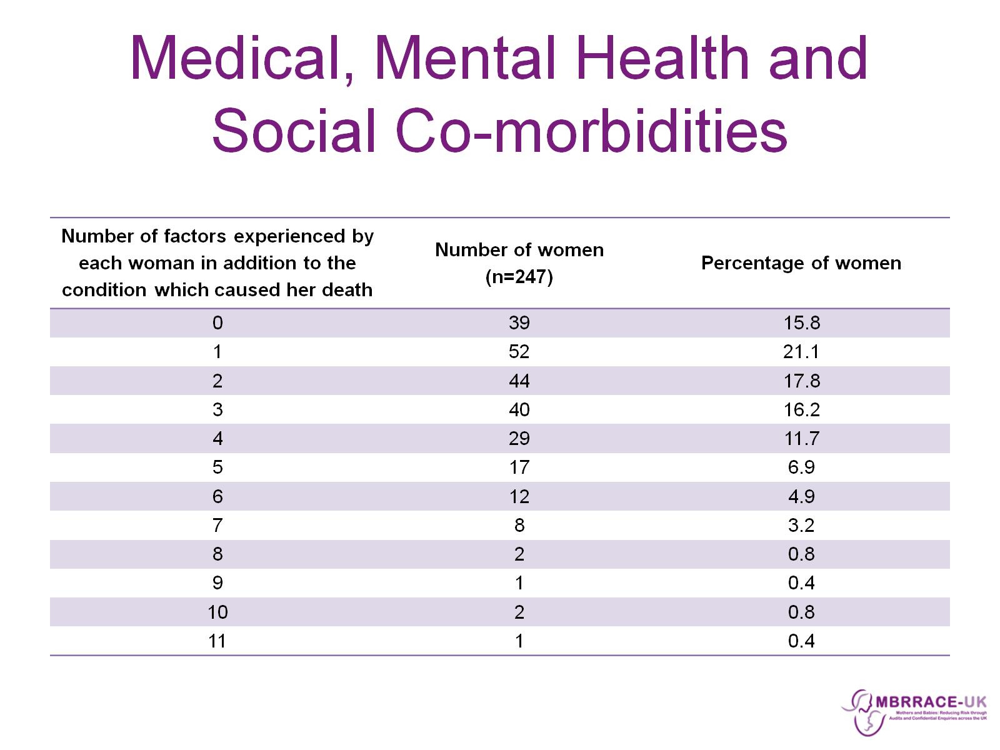 Medical, Mental Health and
Social Co-morbidities
Number of factors experienced by
each woman in addition to the
condition which caused her death
Number of women
(n=247)
Percentage of women
0 39 15.8
1 52 21.1
2 44 17.8
3 40 16.2
4 29 11.7
5 17 6.9
6 12 4.9
7 8 3.2
8 2 0.8
9 1 0.4
10 2 0.8
11 1 0.4
MBRRACE-UK
Mothers and Babies: Reducing Risk through
Audits and Confidential Enquiries across the UK